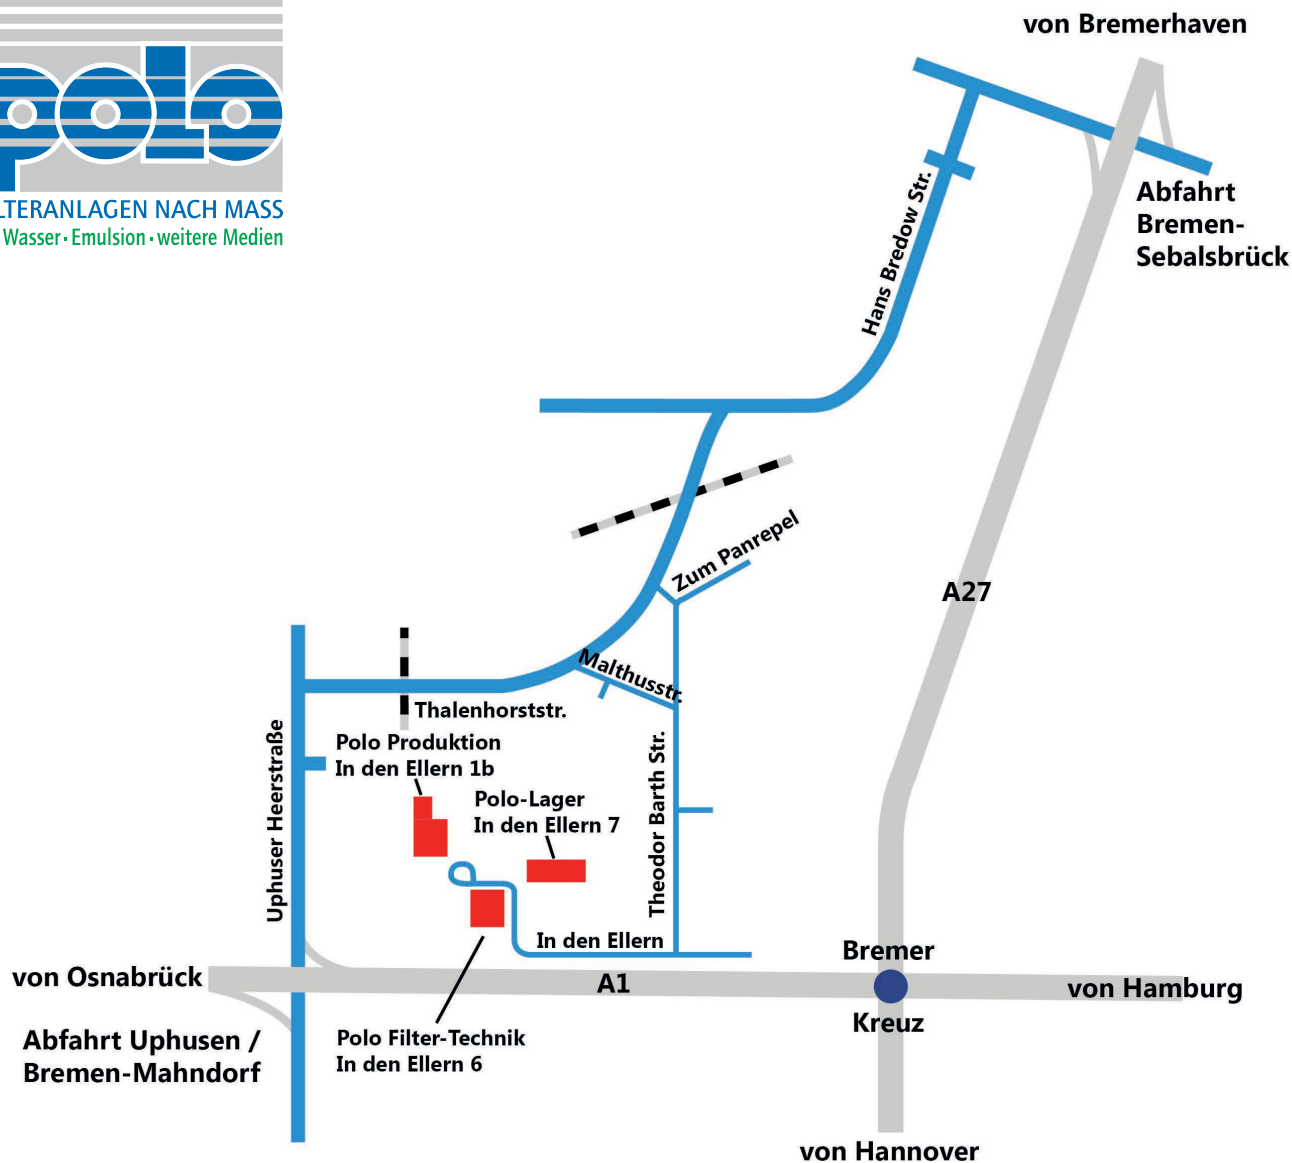 von Bremerhaven
polo
LTERANLAGEN NACH MASS
Wasser · Emulsion · weitere Medien
Abfahrt
Bremen-
Sebalsbrück
Hans Bredow Str.
Zum Panrepel
A27
Malthusstr.
Thalenhorststr.
Uphuser Heerstraße
Polo Produktion
In den Ellern 1b
Polo-Lager
In den Ellern 7
Theodor Barth Str.
In den Ellern
Bremer
Kreuz
von Osnabrück
A1
von Hamburg
Abfahrt Uphusen /
Bremen-Mahndorf
Polo Filter-Technik
In den Ellern 6
von Hannover